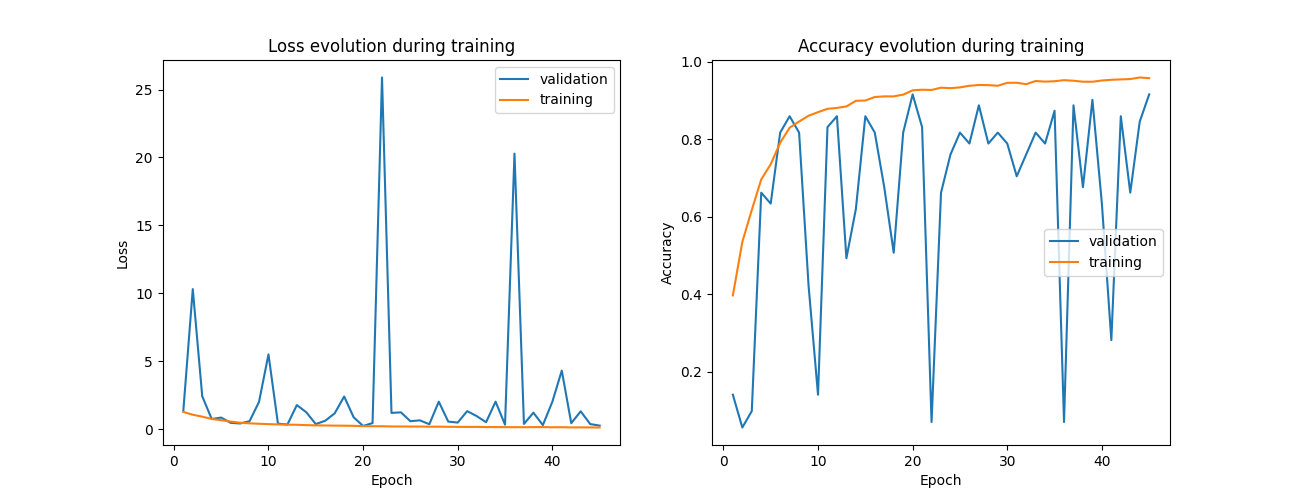 Loss evolution during training
25
20
15
10
5
0
Loss
0 10 20 30 40
Epoch
validation
training
Accuracy evolution during training
1.0
0.8
0.6
0.4
0.2
Accuracy
0 10 20 30 40
Epoch
validation
training